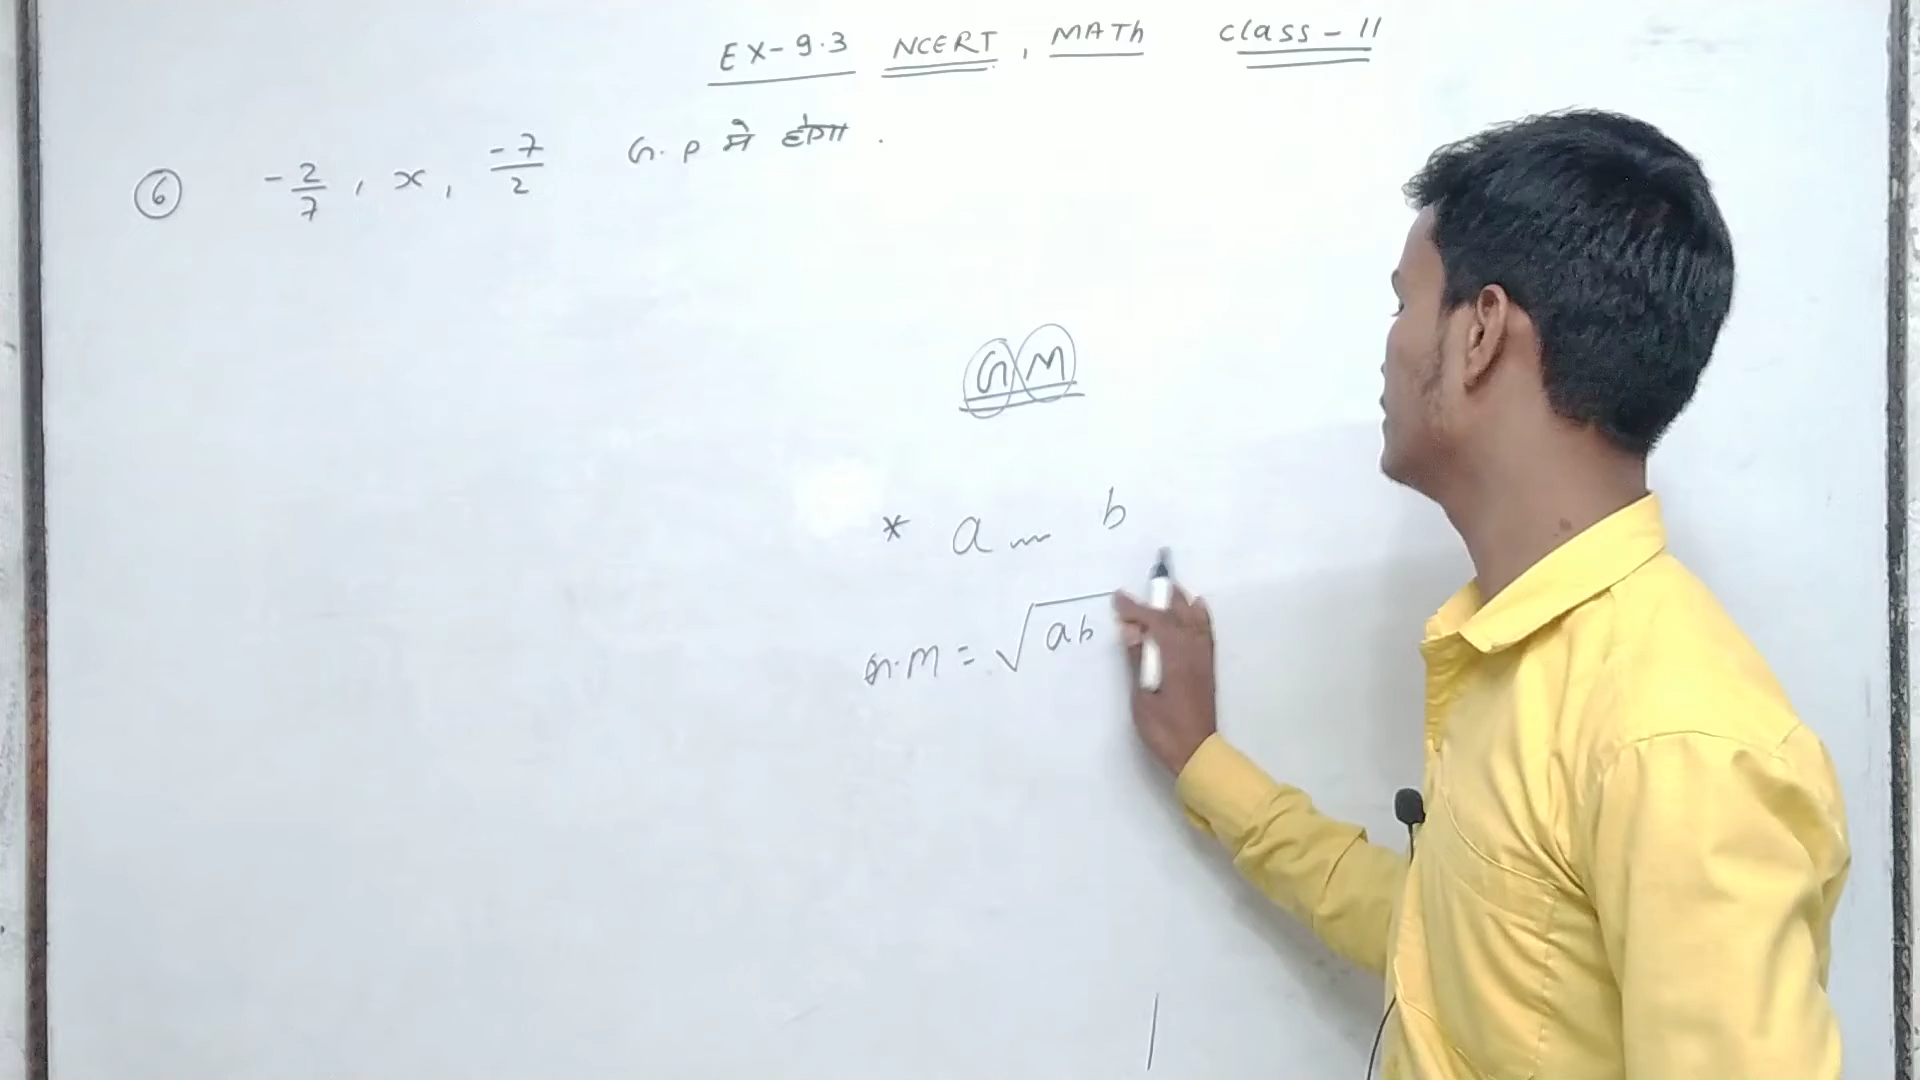 EX-9.3 NCERT, MATh Class-11
⑥ -2/7, x, -7/2 G.P मे होगा.
GM
* a b
G.M = √ab